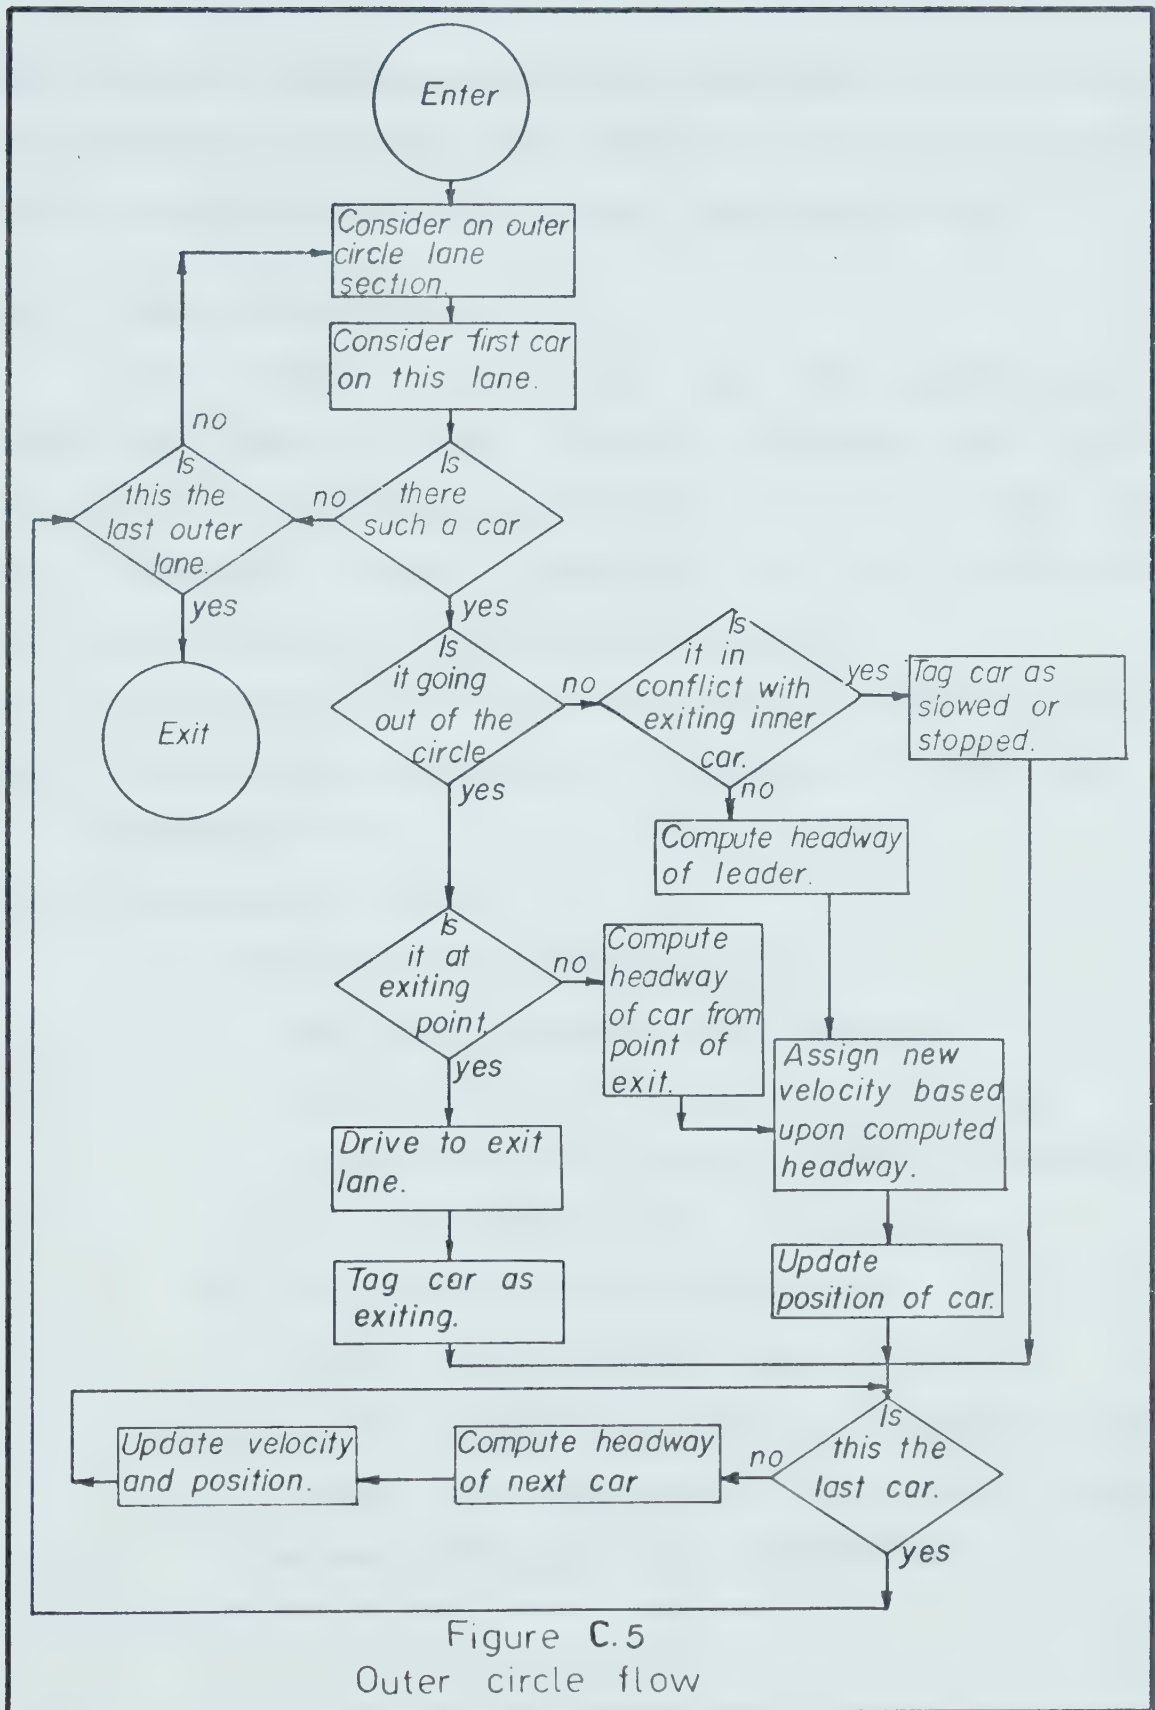 Enter
Consider an outer
circle lane
section.
Consider first car
on this lane.
no
Is
this the
last outer
lane.
no
Is
there
such a car
yes
Exit
yes
Is
it going
out of the
circle
no
Is
it in
conflict with
exiting inner
car.
yes
Tag car as
slowed or
stopped.
yes
no
Compute headway
of leader.
Is
it at
exiting
point.
no
Compute
headway
of car from
point of
exit.
yes
Assign new
velocity based
upon computed
headway.
Drive to exit
lane.
Update
position of car.
Tag car as
exiting.
Is
this the
last car.
no
Compute headway
of next car
Update velocity
and position.
yes
Figure C.5
Outer circle flow